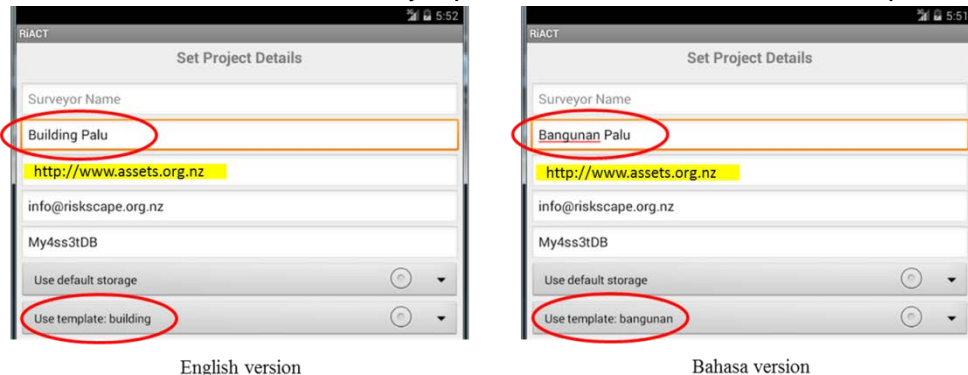 5:52
RiACT
Set Project Details
Surveyor Name
Building Palu
http://www.assets.org.nz
info@riskscape.org.nz
My4ss3tDB
Use default storage
Use template: building
English version
5:51
RiACT
Set Project Details
Surveyor Name
Bangunan Palu
http://www.assets.org.nz
info@riskscape.org.nz
My4ss3tDB
Use default storage
Use template: bangunan
Bahasa version